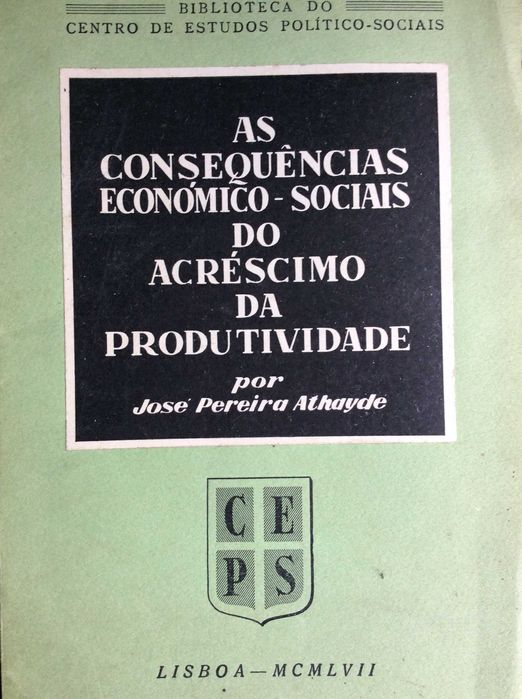 BIBLIOTECA DO
CENTRO DE ESTUDOS POLÍTICO-SOCIAIS
AS
CONSEQUÊNCIAS
ECONÓMICO - SOCIAIS
DO
ACRÉSCIMO
DA
PRODUTIVIDADE
por
José Pereira Athayde
C E
P S
LISBOA — MCMLVII